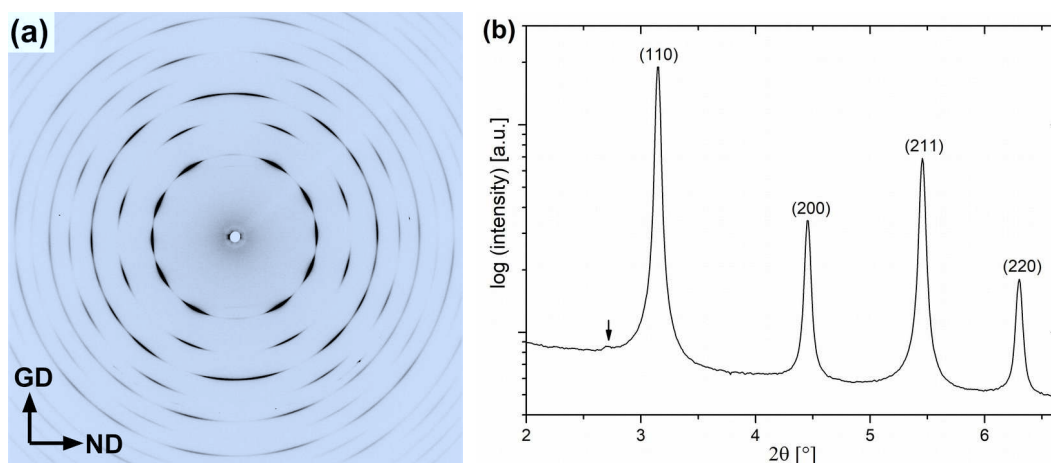 (a)
GD
ND
(b)
(110)
(200)
(211)
(220)
log (intensity) [a.u.]
2 3 4 5 6
2θ [°]